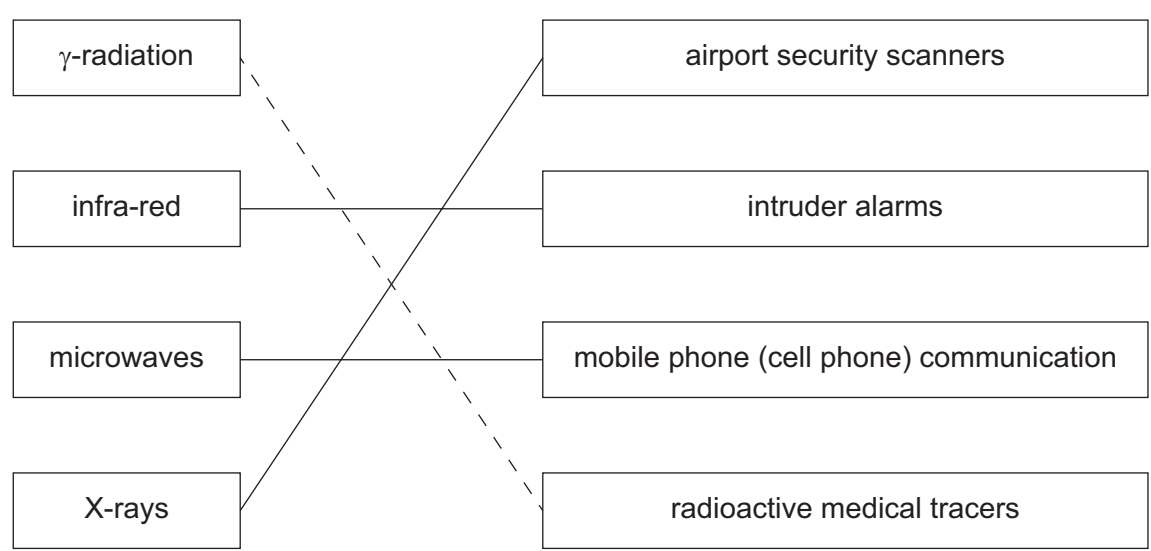 γ-radiation
airport security scanners
infra-red
intruder alarms
microwaves
mobile phone (cell phone) communication
X-rays
radioactive medical tracers